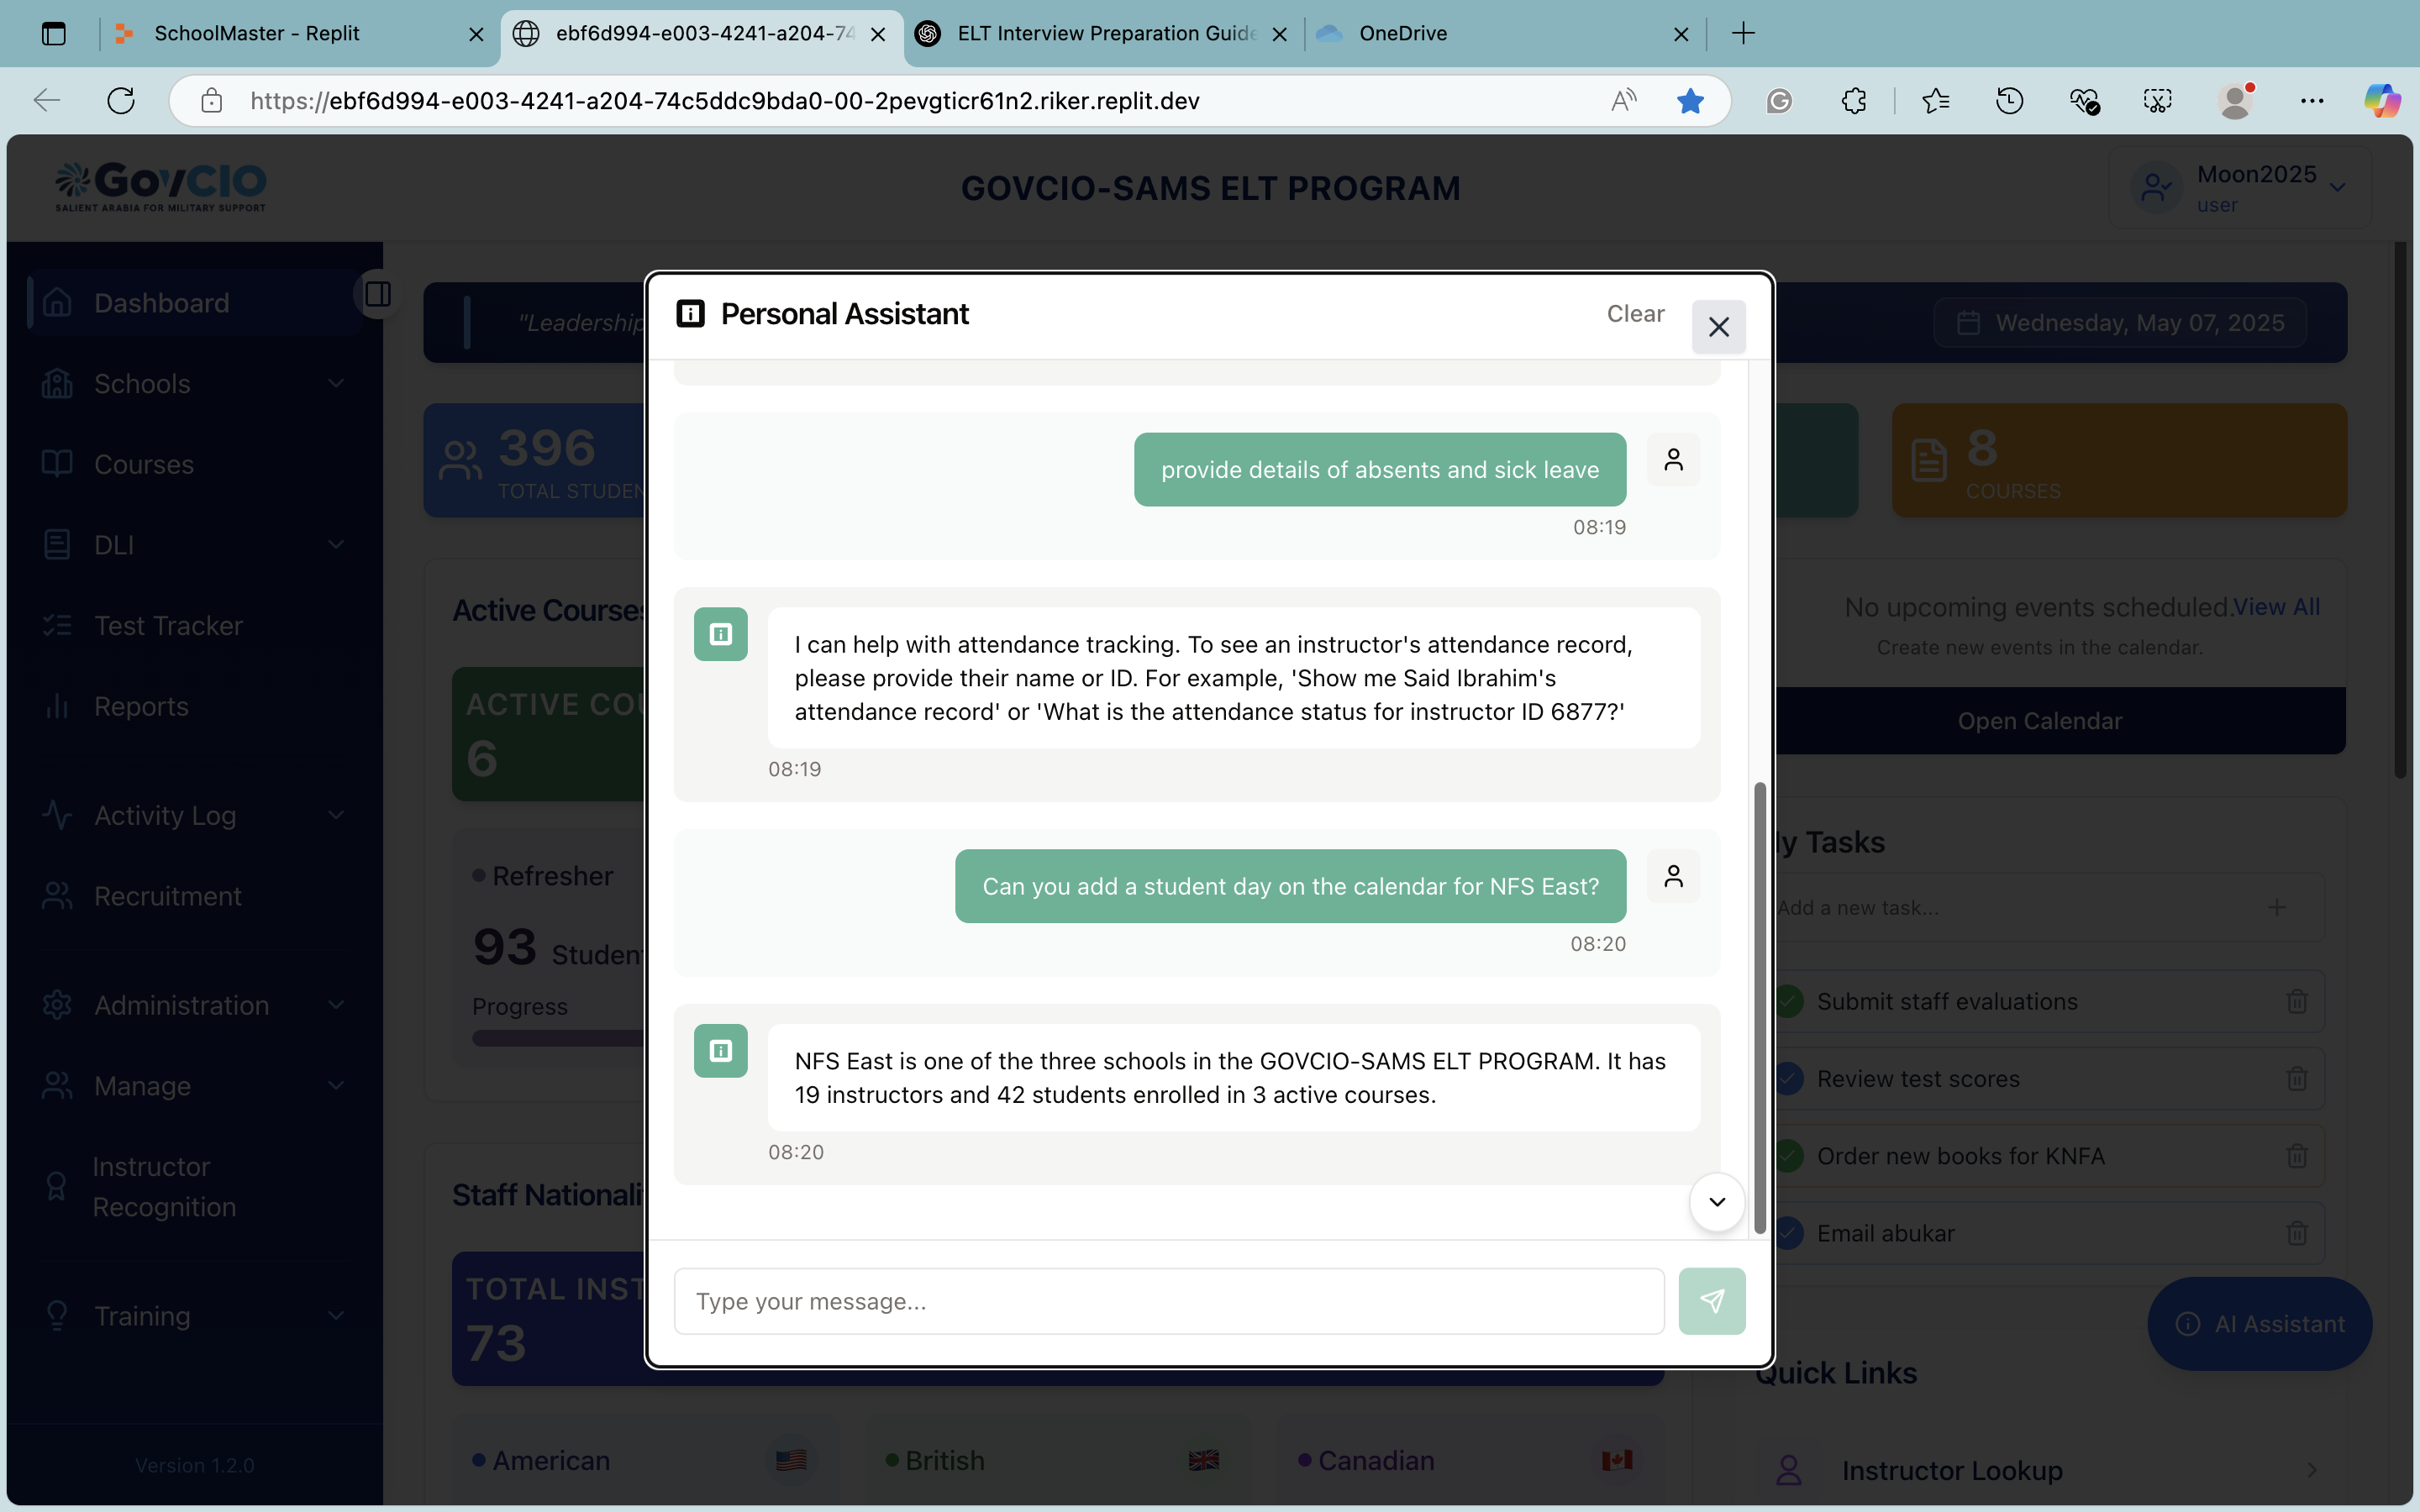 SchoolMaster - Replit
ebf6d994-e003-4241-a204-74
ELT Interview Preparation Guide
OneDrive
https://ebf6d994-e003-4241-a204-74c5ddc9bda0-00-2pevgticr61n2.riker.replit.dev
GovCIO
SALIENT ARABIA FOR MILITARY SUPPORT
GOVCIO-SAMS ELT PROGRAM
Moon2025
user
Dashboard
Schools
Courses
DLI
Test Tracker
Reports
Activity Log
Recruitment
Administration
Manage
Instructor
Recognition
Training
Version 1.2.0
"Leadership
Wednesday, May 07, 2025
396
TOTAL STUDEN
8
COURSES
Active Courses
ACTIVE COU
6
Refresher
93 Student
Progress
Staff Nationali
TOTAL INST
73
American
British
Canadian
Personal Assistant
Clear
provide details of absents and sick leave
08:19
I can help with attendance tracking. To see an instructor's attendance record,
please provide their name or ID. For example, 'Show me Said Ibrahim's
attendance record' or 'What is the attendance status for instructor ID 6877?'
08:19
Can you add a student day on the calendar for NFS East?
08:20
NFS East is one of the three schools in the GOVCIO-SAMS ELT PROGRAM. It has
19 instructors and 42 students enrolled in 3 active courses.
08:20
Type your message...
No upcoming events scheduled.View All
Create new events in the calendar.
Open Calendar
y Tasks
Add a new task...
Submit staff evaluations
Review test scores
Order new books for KNFA
Email abukar
AI Assistant
Quick Links
Instructor Lookup